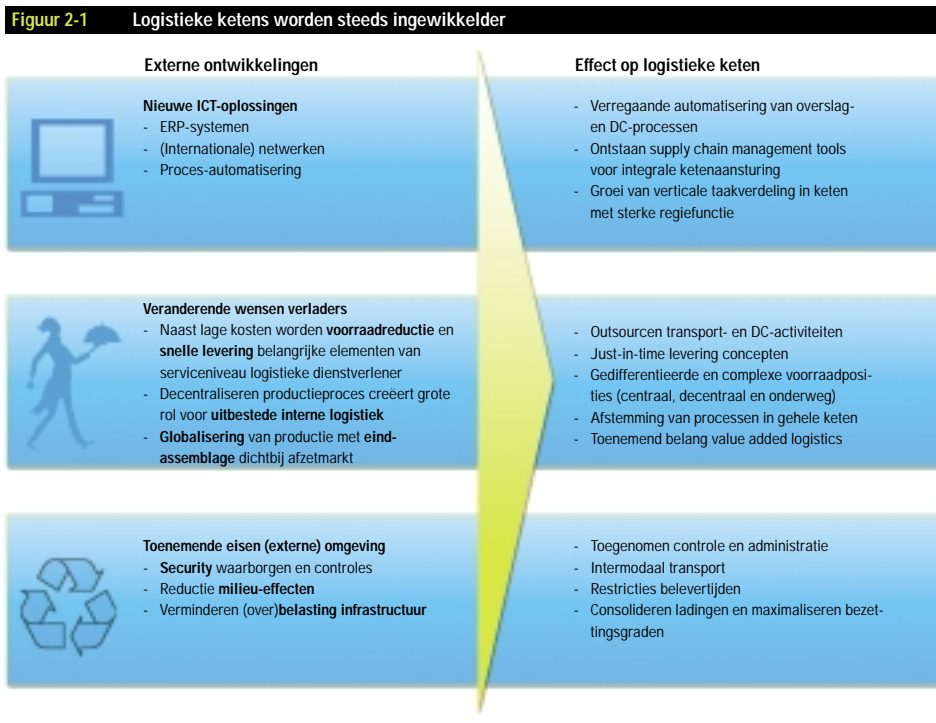 Figuur 2-1 Logistieke ketens worden steeds ingewikkelder
Externe ontwikkelingen
Effect op logistieke keten
Nieuwe ICT-oplossingen
- ERP-systemen
- (Internationale) netwerken
- Proces-automatisering
- Verregaande automatisering van overslag-
en DC-processen
- Ontstaan supply chain management tools
voor integrale ketenaansturing
- Groei van verticale taakverdeling in keten
met sterke regiefunctie
Veranderende wensen verladers
- Naast lage kosten worden voorraadreductie en
snelle levering belangrijke elementen van
serviceniveau logistieke dienstverlener
- Decentraliseren productieproces creëert grote
rol voor uitbestede interne logistiek
- Globalisering van productie met eind-
assemblage dichtbij afzetmarkt
- Outsourcen transport- en DC-activiteiten
- Just-in-time levering concepten
- Gedifferentieerde en complexe voorraadposi-
ties (centraal, decentraal en onderweg)
- Afstemming van processen in gehele keten
- Toenemend belang value added logistics
Toenemende eisen (externe) omgeving
- Security waarborgen en controles
- Reductie milieu-effecten
- Verminderen (over)belasting infrastructuur
- Toegenomen controle en administratie
- Intermodaal transport
- Restricties belevertijden
- Consolideren ladingen en maximaliseren bezet-
tingsgraden